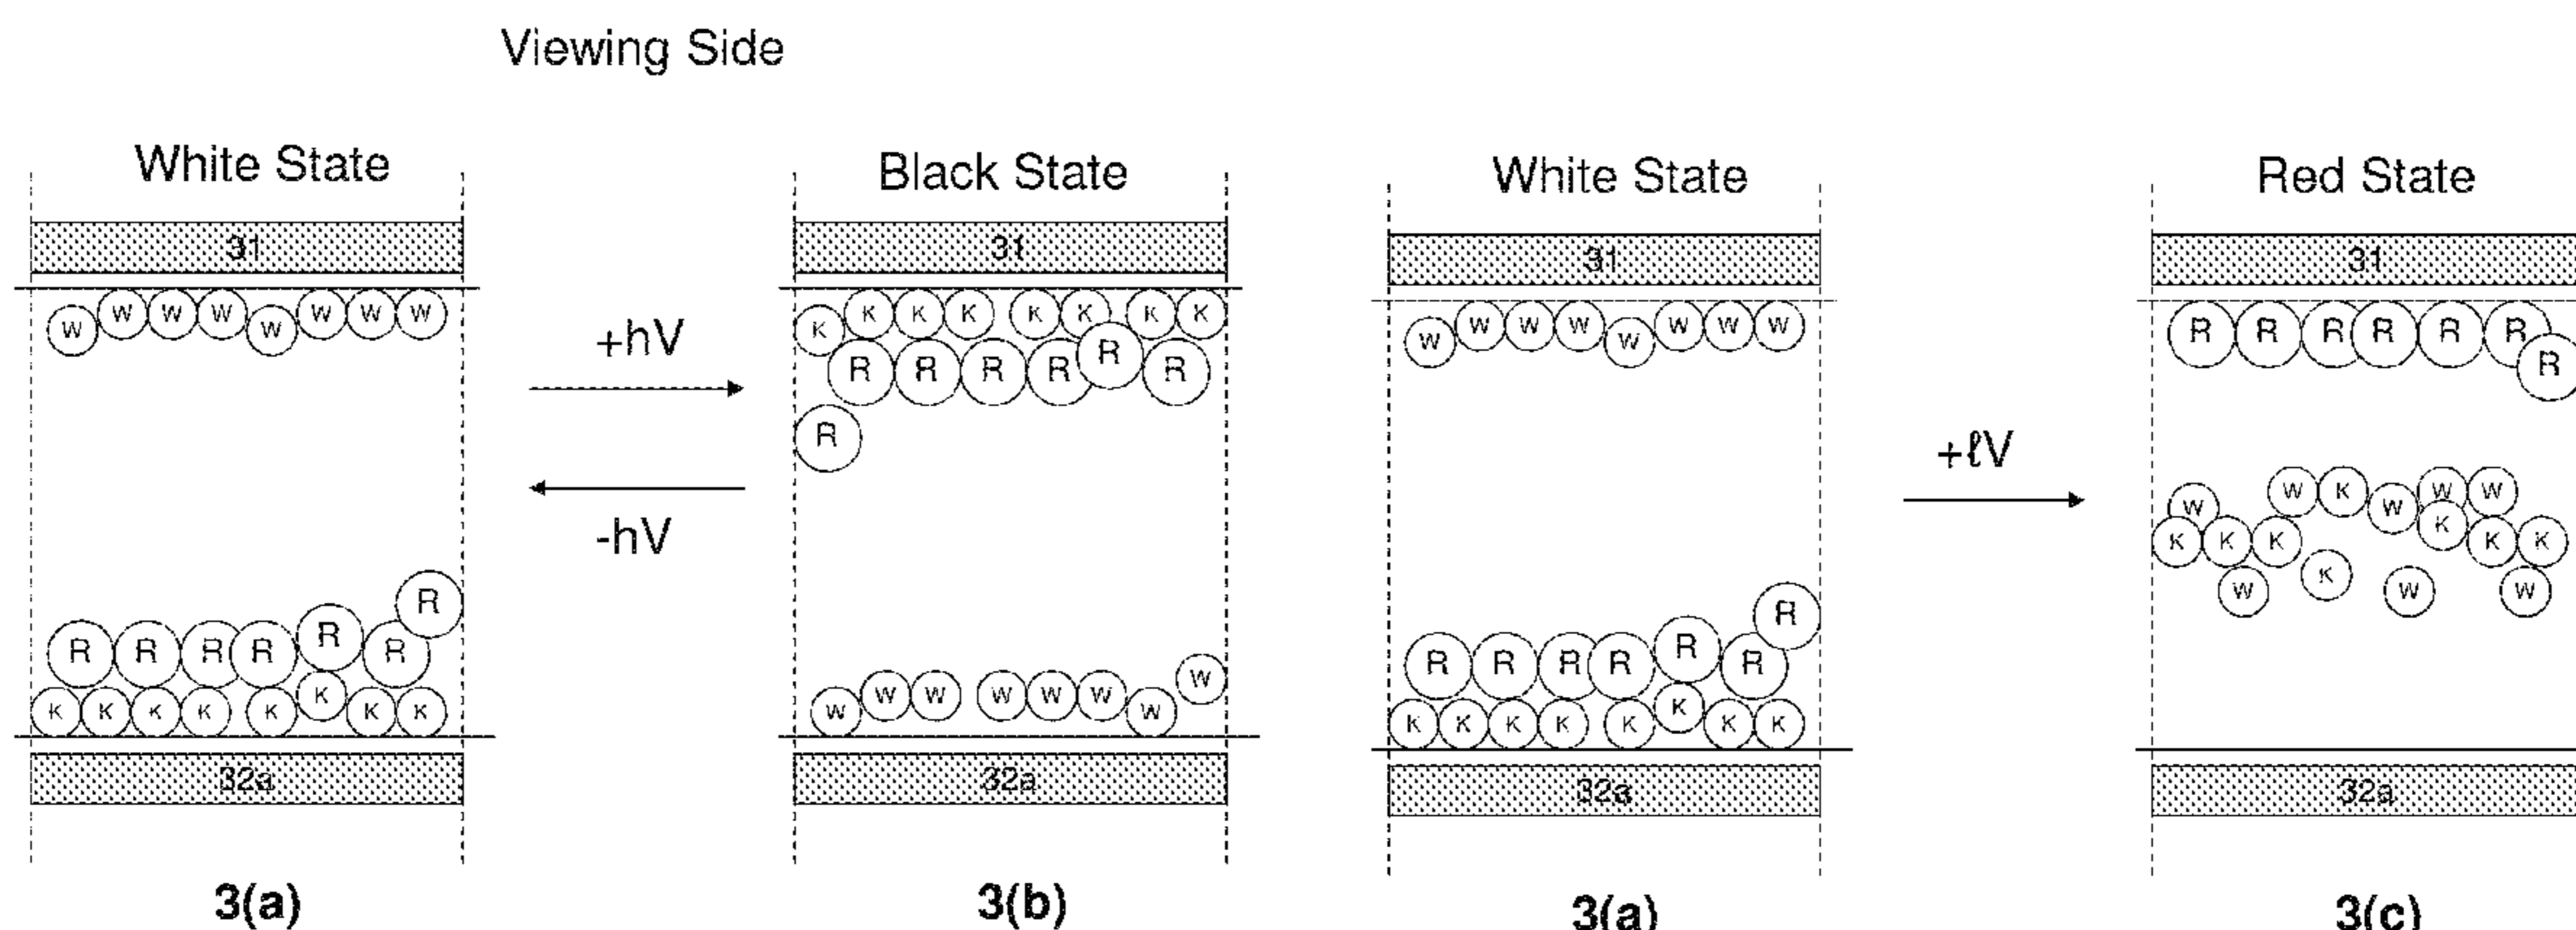 Viewing Side
White State
31
W W W W W W W W
R R R R R R R
K K K K K K K K
32a
3(a)
+hV
-hV
Black State
31
K K K K K K K K
R R R R R R R
W W W W W W W W
32a
3(b)
White State
31
W W W W W W W W
R R R R R R R
K K K K K K K K
32a
3(a)
+ℓV
Red State
31
R R R R R R R
W W K W W W
K K K K K K
W K W W
32a
3(c)